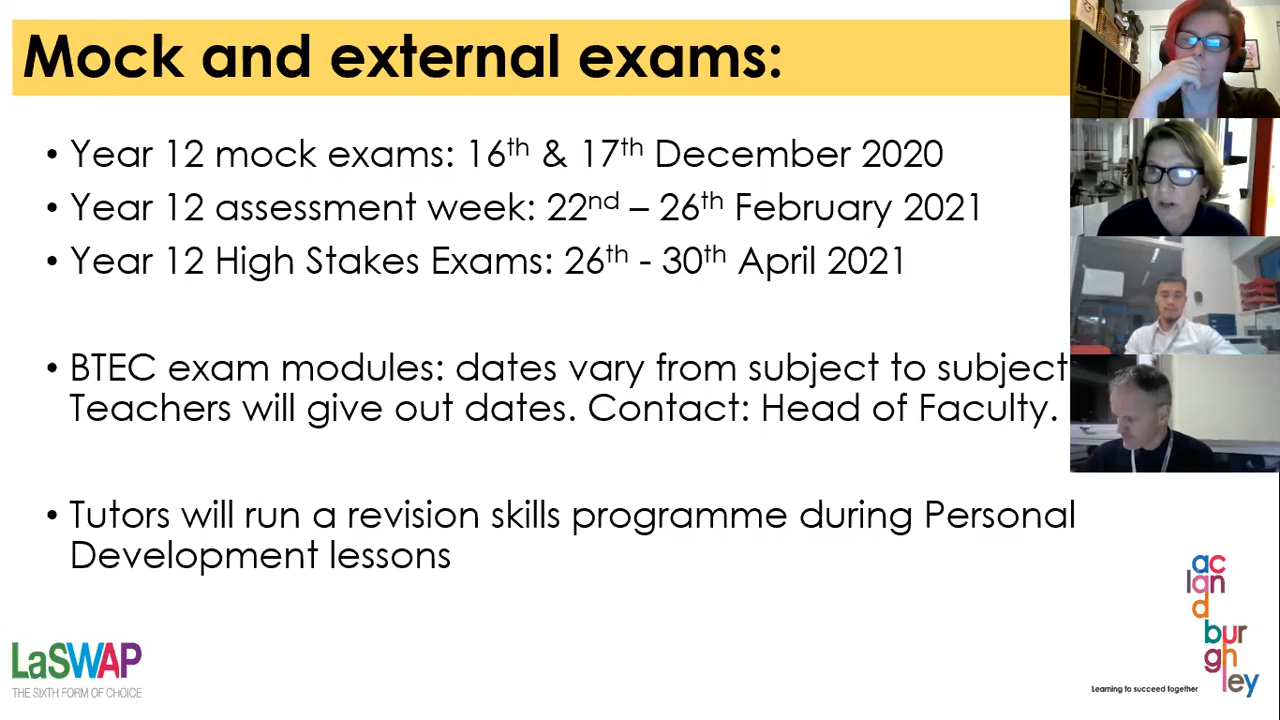 Mock and external exams:
• Year 12 mock exams: 16th & 17th December 2020
• Year 12 assessment week: 22nd – 26th February 2021
• Year 12 High Stakes Exams: 26th - 30th April 2021
• BTEC exam modules: dates vary from subject to subject
Teachers will give out dates. Contact: Head of Faculty.
• Tutors will run a revision skills programme during Personal
Development lessons
LaSWAP
THE SIXTH FORM OF CHOICE
ac
lan
d
bur
gh
ley
Learning to succeed together